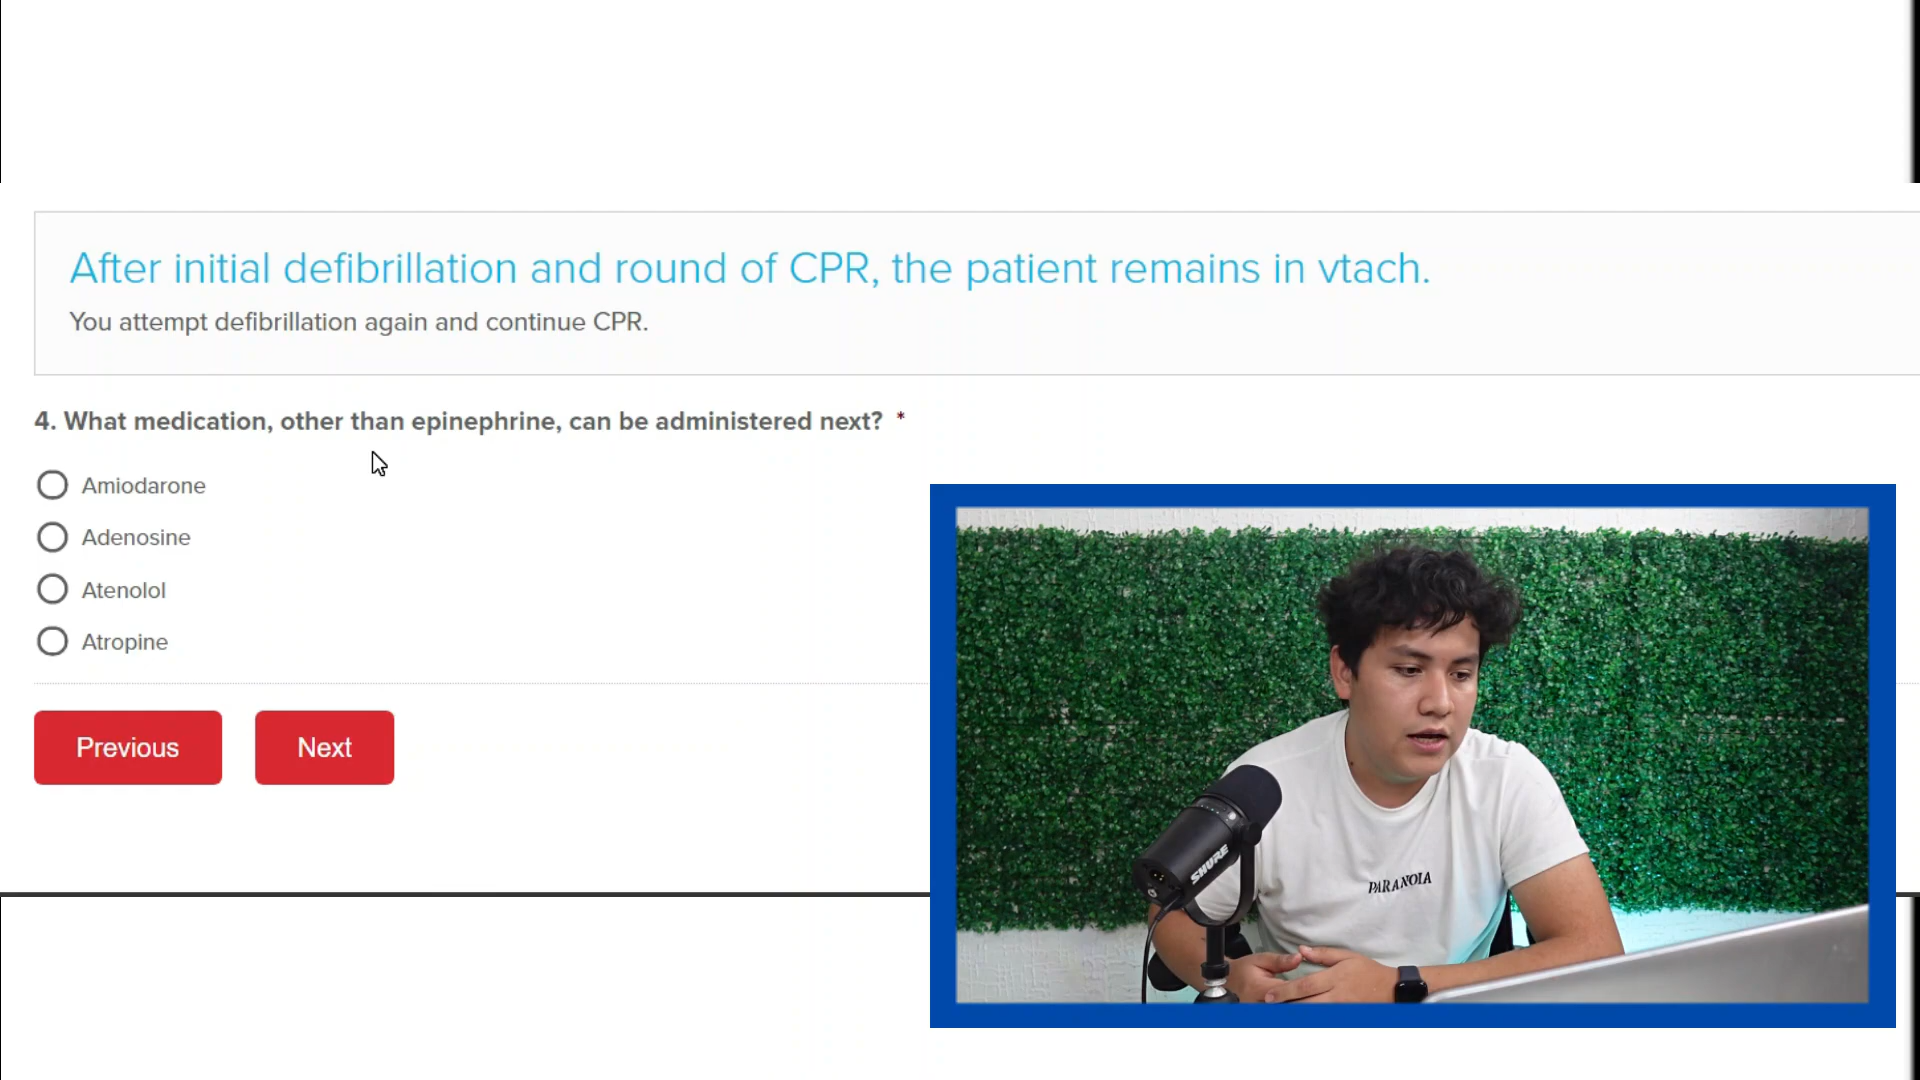 After initial defibrillation and round of CPR, the patient remains in vtach.
You attempt defibrillation again and continue CPR.
4. What medication, other than epinephrine, can be administered next? *
Amiodarone
Adenosine
Atenolol
Atropine
Previous
Next
SHURE
PARANOIA